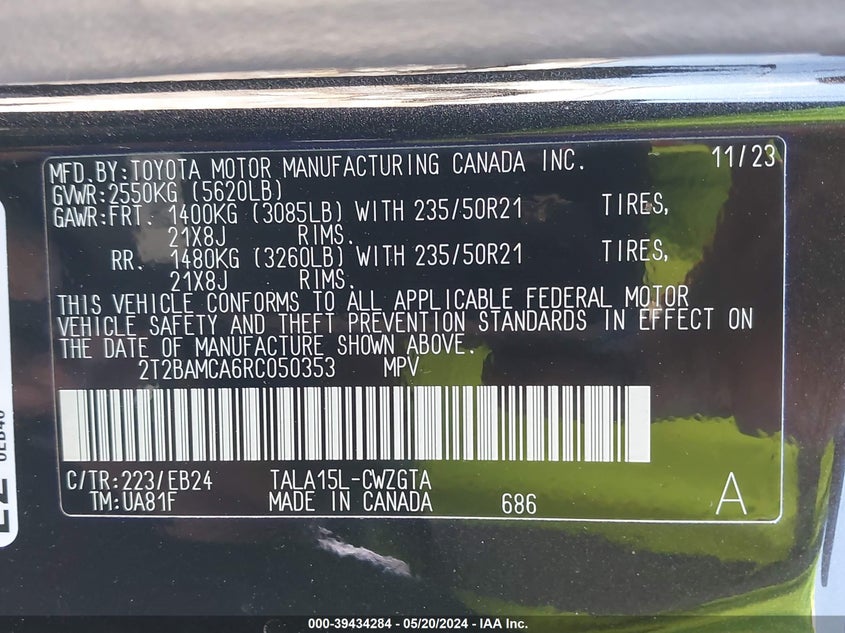 MFD.BY:TOYOTA MOTOR MANUFACTURING CANADA INC. 11/23
GVWR:2550KG (5620LB)
GAWR:FRT. 1400KG (3085LB) WITH 235/50R21 TIRES,
21X8J RIMS.
RR. 1480KG (3260LB) WITH 235/50R21 TIRES,
21X8J RIMS.
THIS VEHICLE CONFORMS TO ALL APPLICABLE FEDERAL MOTOR
VEHICLE SAFETY AND THEFT PREVENTION STANDARDS IN EFFECT ON
THE DATE OF MANUFACTURE SHOWN ABOVE.
2T2BAMCA6RC050353 MPV
C/TR:223/EB24 TALA15L-CWZGTA
TM:UA81F MADE IN CANADA 686 A
000-39434284 - 05/20/2024 - IAA Inc.